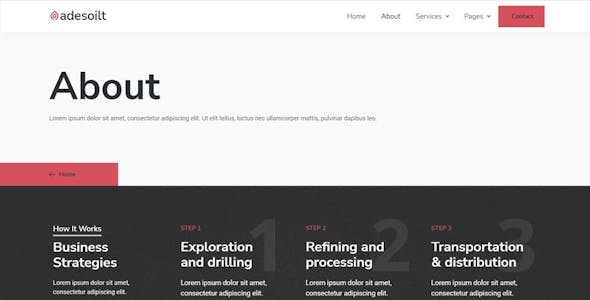 adesoilt
Home About Services Pages Contact
About
Lorem ipsum dolor sit amet, consectetur adipiscing elit. Ut elit tellus, luctus nec ullamcorper mattis, pulvinar dapibus leo.
← Home
How It Works
Business
Strategies
Lorem ipsum dolor sit amet,
consectetur adipiscing elit.
STEP 1
1
Exploration
and drilling
Lorem ipsum dolor sit amet,
consectetur adipiscing elit.
STEP 2
2
Refining and
processing
Lorem ipsum dolor sit amet,
consectetur adipiscing elit.
STEP 3
3
Transportation
& distribution
Lorem ipsum dolor sit amet,
consectetur adipiscing elit.